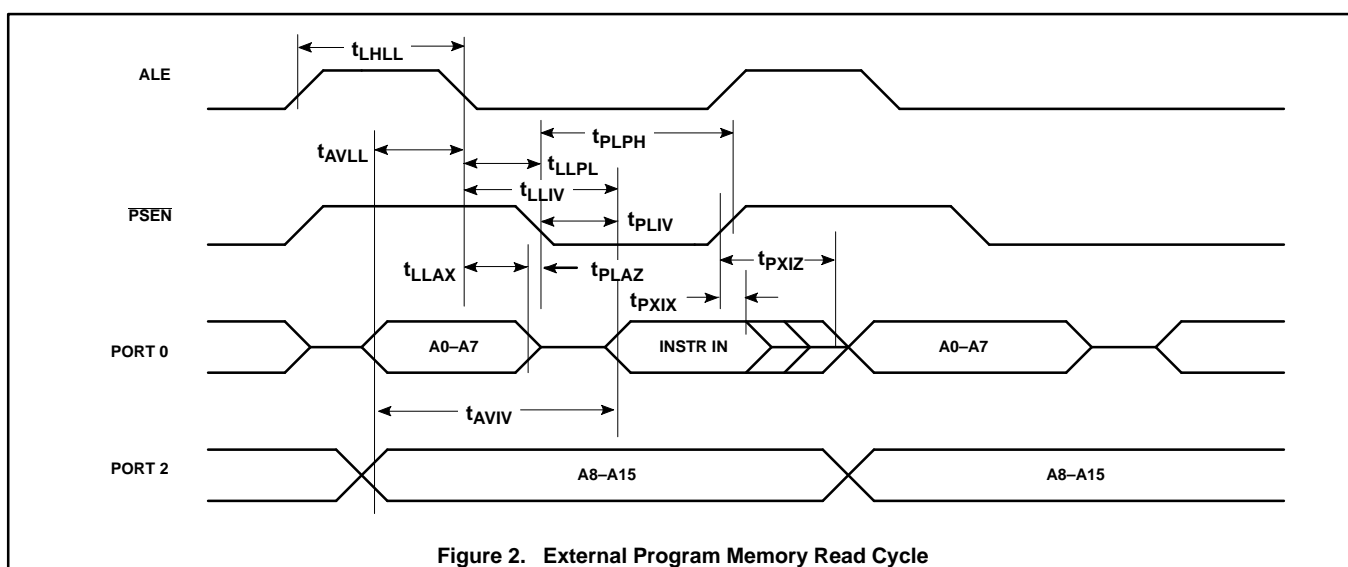 tLHLL
ALE
tPLPH
tAVLL
tLLPL
tLLIV
PSEN
tPLIV
tLLAX
tPLAZ
tPXIZ
tPXIX
PORT 0
A0–A7
INSTR IN
A0–A7
tAVIV
PORT 2
A8–A15
A8–A15
Figure 2. External Program Memory Read Cycle